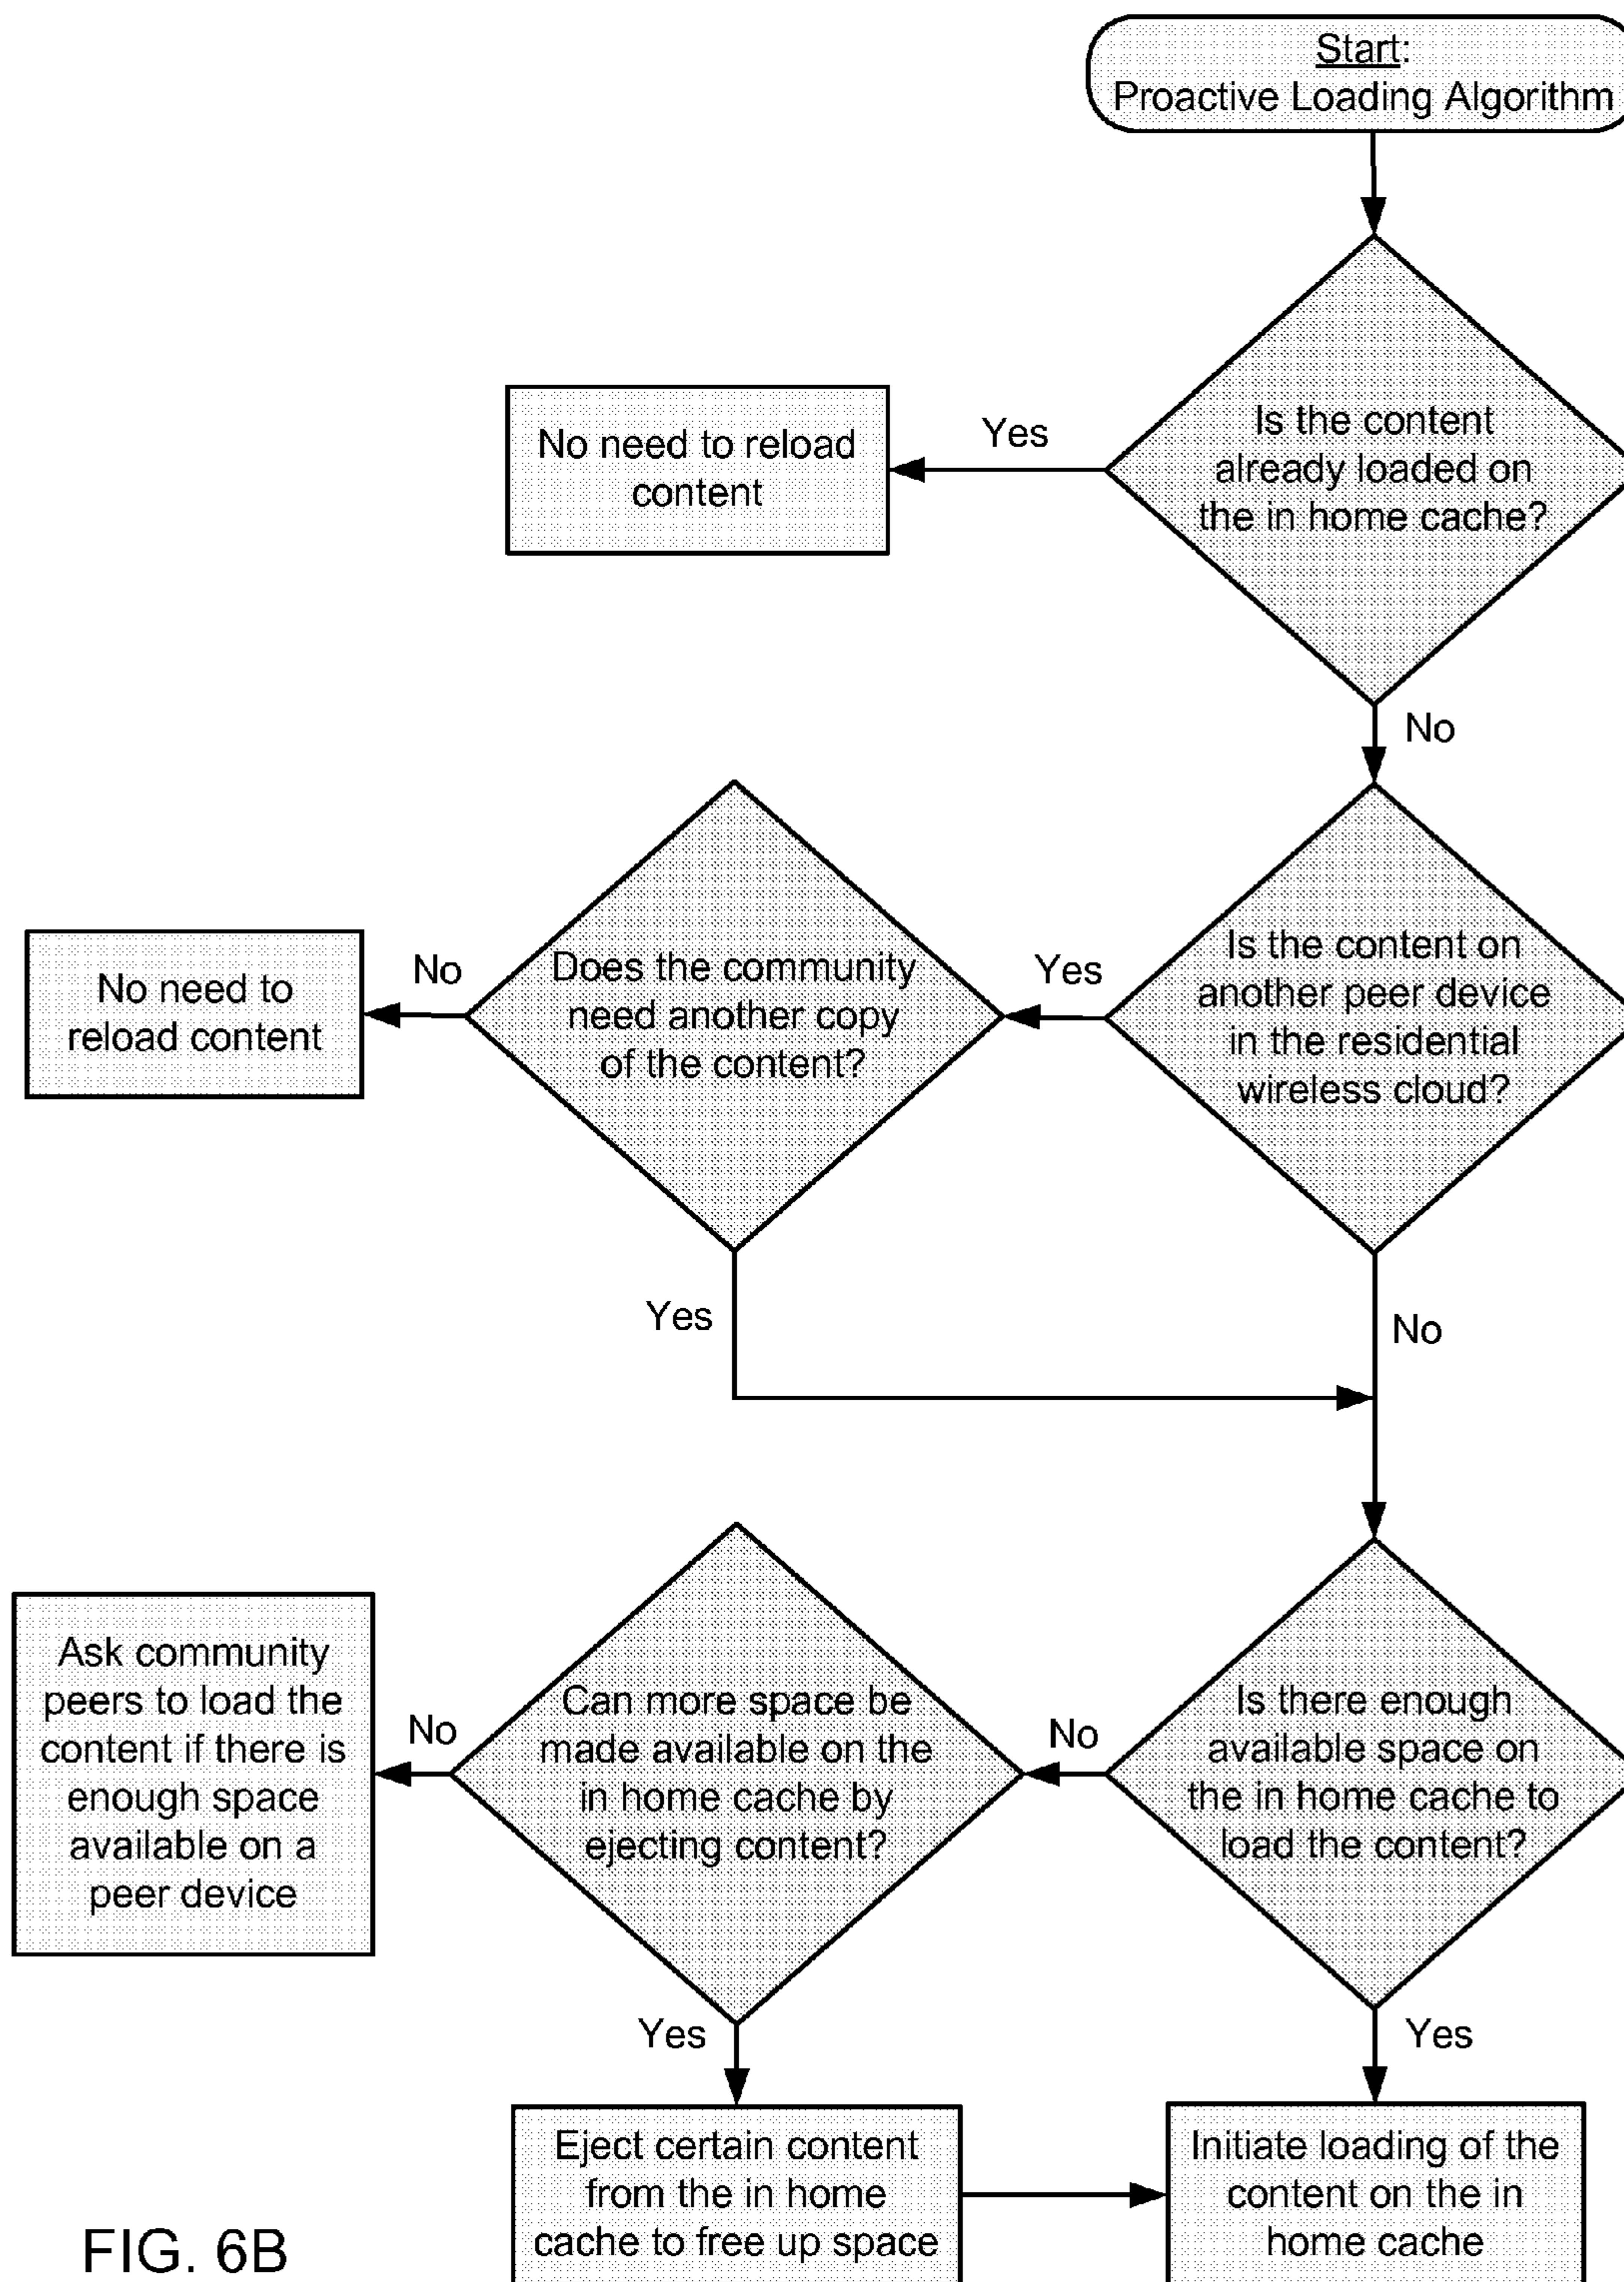 Start:
Proactive Loading Algorithm
Is the content
already loaded on
the in home cache?
Yes
No need to reload
content
No
Is the content on
another peer device
in the residential
wireless cloud?
Yes
Does the community
need another copy
of the content?
No
No need to
reload content
Yes
No
Is there enough
available space on
the in home cache to
load the content?
No
Can more space be
made available on the
in home cache by
ejecting content?
No
Ask community
peers to load the
content if there is
enough space
available on a
peer device
Yes
Yes
Eject certain content
from the in home
cache to free up space
Initiate loading of the
content on the in
home cache
FIG. 6B